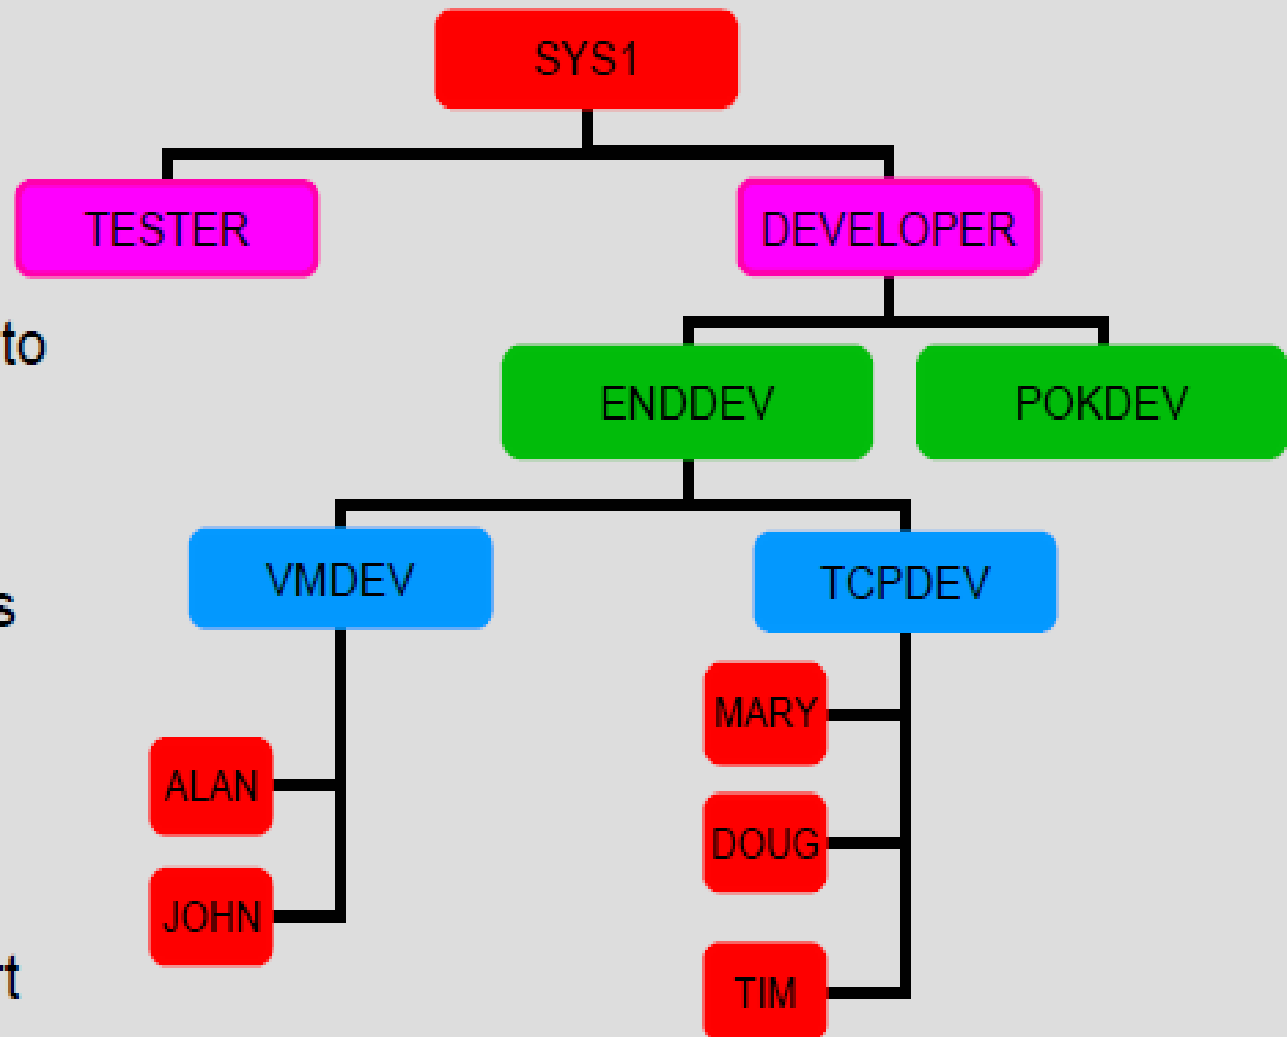 SYS1
TESTER
DEVELOPER
to
ENDDEV
POKDEV
VMDEV
TCPDEV
s
MARY
ALAN
DOUG
JOHN
rt
TIM